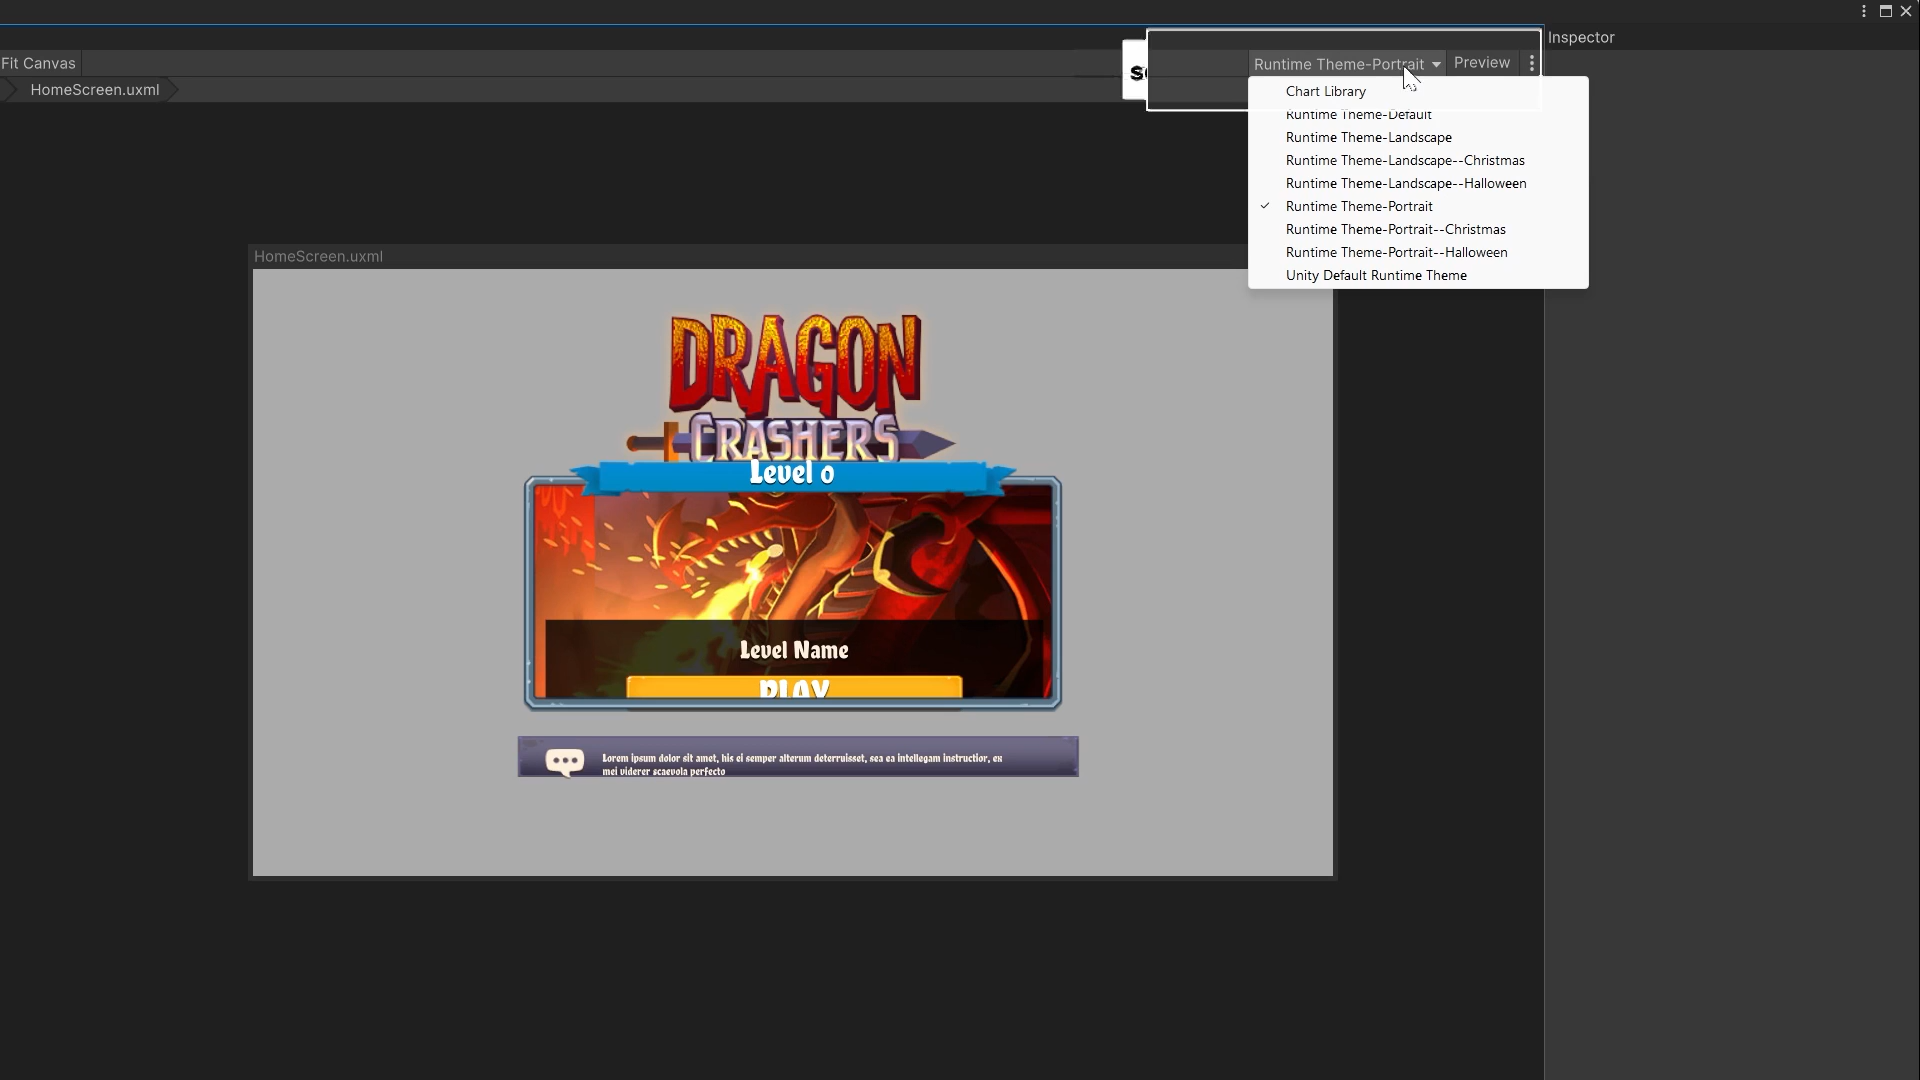 Inspector
Fit Canvas
Runtime Theme-Portrait
Preview
HomeScreen.uxml
Chart Library
Runtime Theme-Default
Runtime Theme-Landscape
Runtime Theme-Landscape--Christmas
Runtime Theme-Landscape--Halloween
Runtime Theme-Portrait
Runtime Theme-Portrait--Christmas
Runtime Theme-Portrait--Halloween
Unity Default Runtime Theme
HomeScreen.uxml
DRAGON
CRASHERS
Level 0
Level Name
PLAY
Lorem ipsum dolor sit amet, his ei semper alterum deterruisset, sea ea intellegam instructior, ex
mei viderer scaevola perfecto